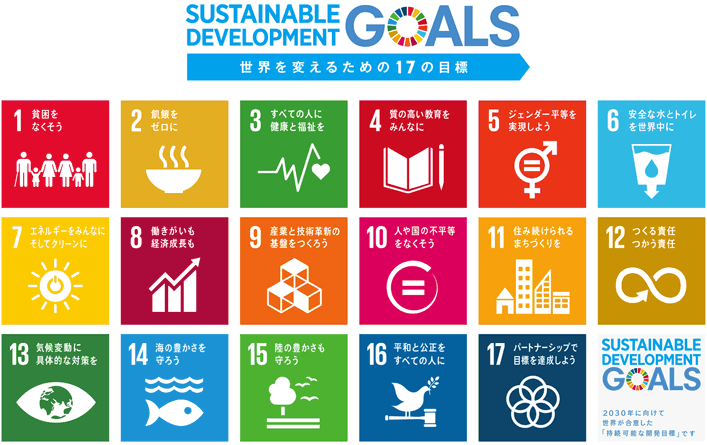 SUSTAINABLE
DEVELOPMENT
GOALS
世界を変えるための17の目標
1 貧困を
なくそう
2 飢餓を
ゼロに
3 すべての人に
健康と福祉を
4 質の高い教育を
みんなに
5 ジェンダー平等を
実現しよう
6 安全な水とトイレ
を世界中に
7 エネルギーをみんなに
そしてクリーンに
8 働きがいも
経済成長も
9 産業と技術革新の
基盤をつくろう
10 人や国の不平等
をなくそう
11 住み続けられる
まちづくりを
12 つくる責任
つかう責任
13 気候変動に
具体的な対策を
14 海の豊かさを
守ろう
15 陸の豊かさも
守ろう
16 平和と公正を
すべての人に
17 パートナーシップで
目標を達成しよう
SUSTAINABLE
DEVELOPMENT
GOALS
2030年に向けて
世界が合意した
「持続可能な開発目標」です